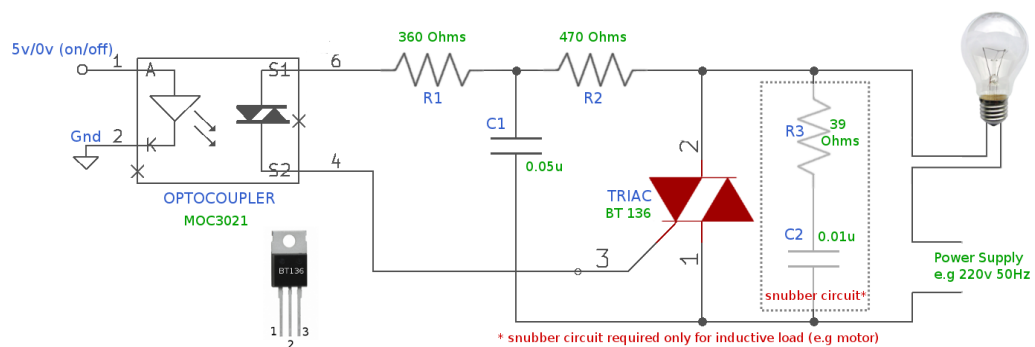 5v/0v (on/off)
1
A
Gnd
2
K
S1
6
S2
4
OPTOCOUPLER
MOC3021
360 Ohms
R1
470 Ohms
R2
C1
0.05u
TRIAC
BT 136
2
3
1
R3
39
Ohms
C2
0.01u
snubber circuit*
Power Supply
e.g 220v 50Hz
BT136
1
2
3
* snubber circuit required only for inductive load (e.g motor)